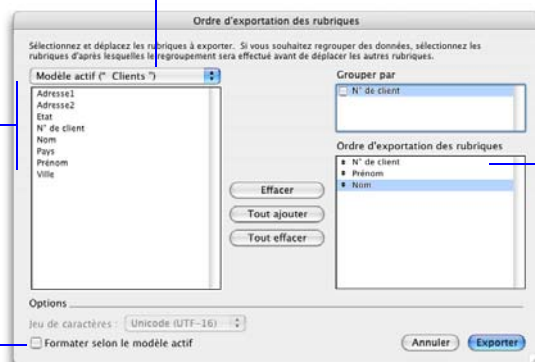 Ordre d'exportation des rubriques
Sélectionnez et déplacez les rubriques à exporter. Si vous souhaitez regrouper des données, sélectionnez les
rubriques d'après lesquelles le regroupement sera effectué avant de déplacer les autres rubriques.
Modèle actif (" Clients ")
Adresse1
Adresse2
Etat
N° de client
Nom
Pays
Prénom
Ville
Effacer
Tout ajouter
Tout effacer
Grouper par
N° de client
Ordre d'exportation des rubriques
N° de client
Prénom
Nom
Options
Jeu de caractères : Unicode (UTF-16)
Formater selon le modèle actif
Annuler
Exporter